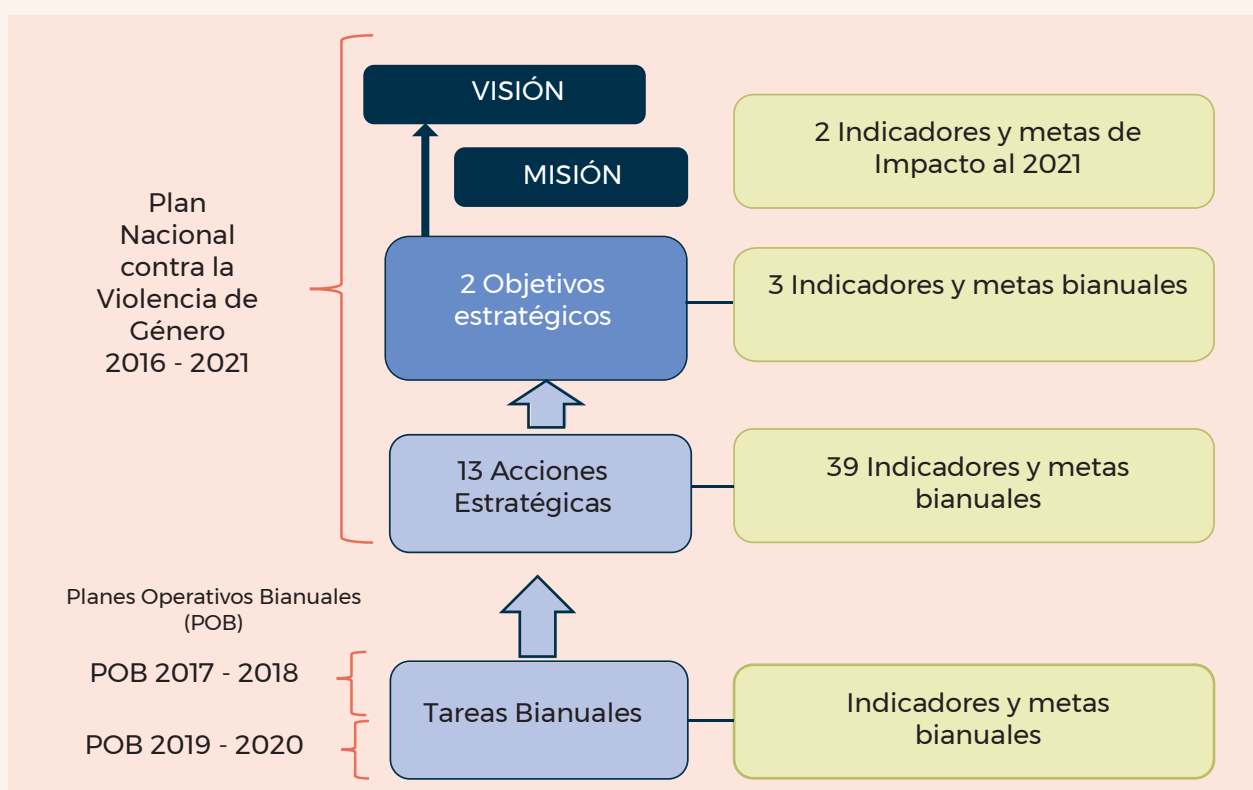 VISIÓN
MISIÓN
2 Indicadores y metas de
Impacto al 2021
Plan
Nacional
contra la
Violencia de
Género
2016 - 2021
2 Objetivos
estratégicos
3 Indicadores y metas bianuales
13 Acciones
Estratégicas
39 Indicadores y metas
bianuales
Planes Operativos Bianuales
(POB)
POB 2017 - 2018
POB 2019 - 2020
Tareas Bianuales
Indicadores y metas
bianuales